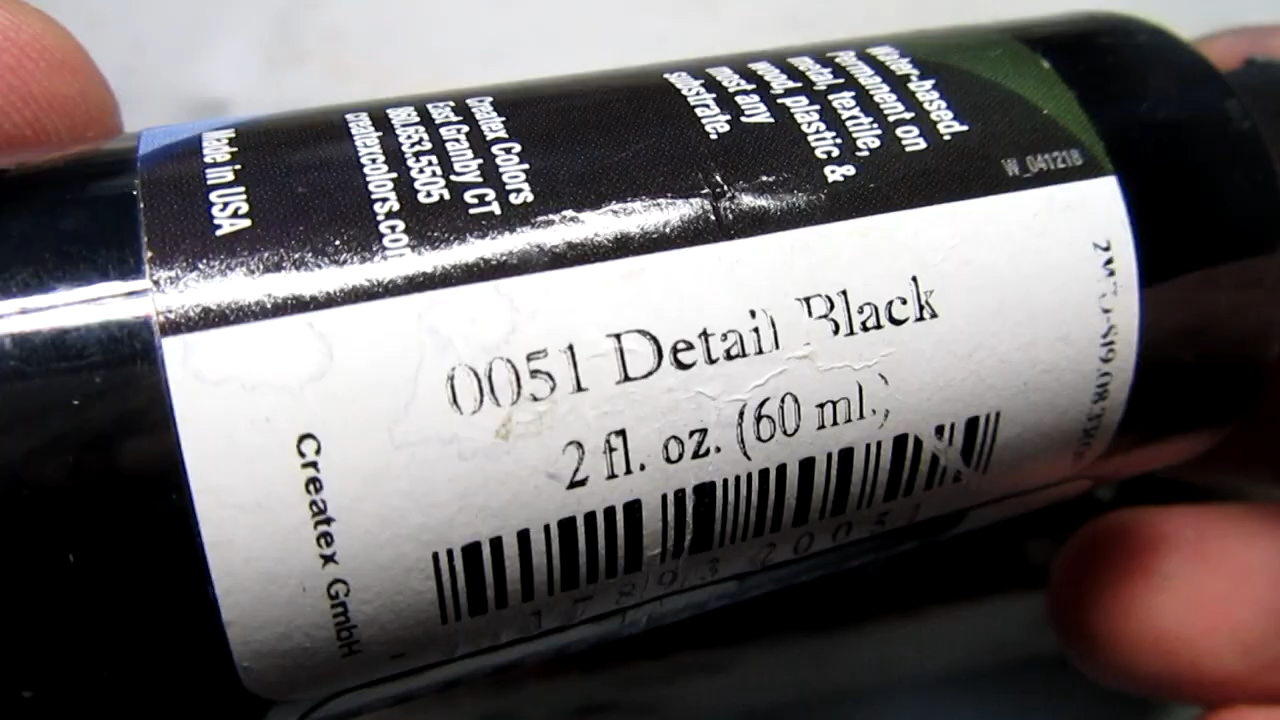 Water-based.
Permanent on
metal, textile,
wood, plastic &
most any
substrate.
W_041218
Createx Colors
East Granby CT
860.653.5505
createxcolors.co
Made in USA
0051 Detail Black
2 fl. oz. (60 ml.)
Createx GmbH